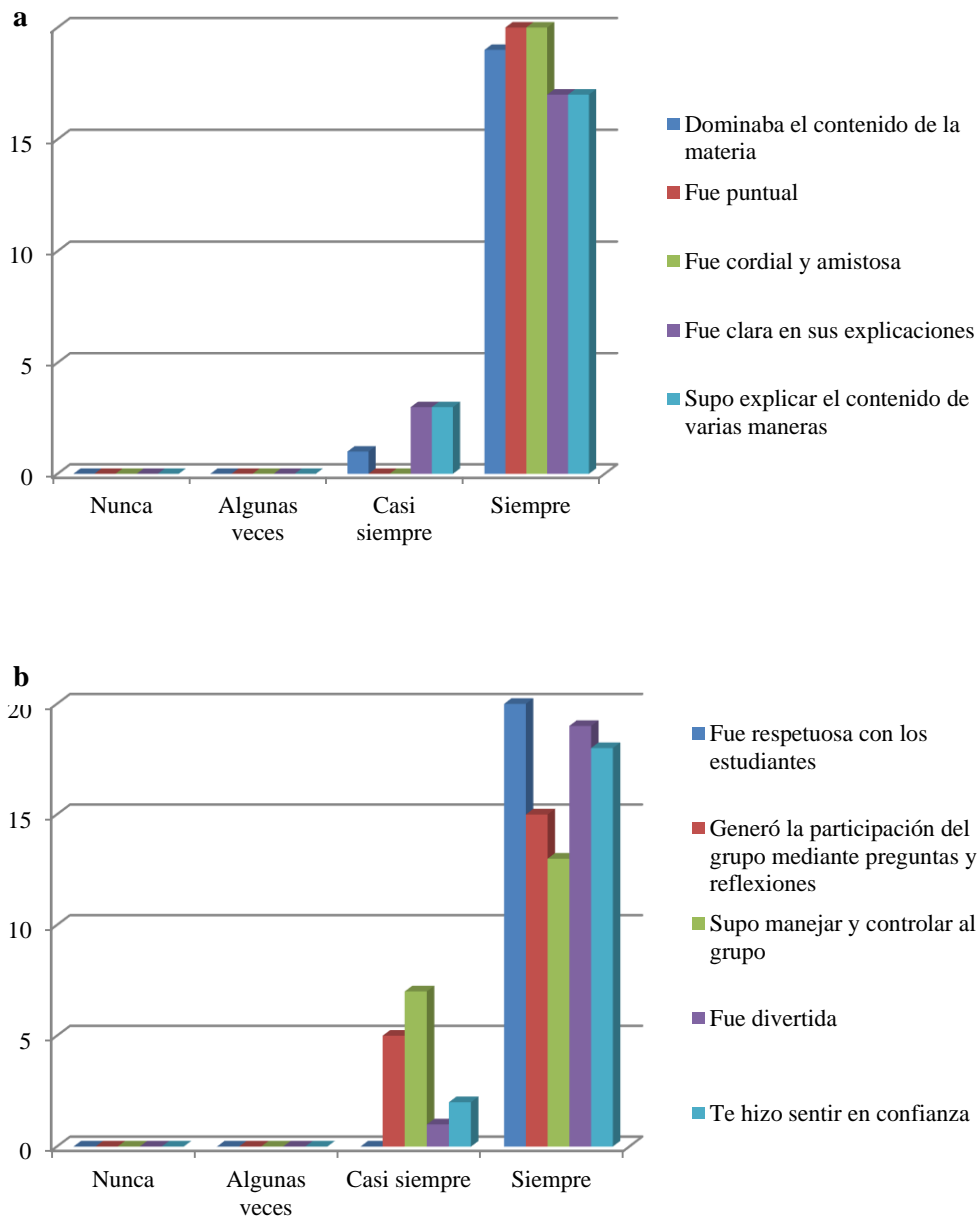 a
15
10
5
0
Nunca
Algunas
veces
Casi
siempre
Siempre
Dominaba el contenido de la
materia
Fue puntual
Fue cordial y amistosa
Fue clara en sus explicaciones
Supo explicar el contenido de
varias maneras
b
20
15
10
5
0
Nunca
Algunas
veces
Casi siempre
Siempre
Fue respetuosa con los
estudiantes
Generó la participación del
grupo mediante preguntas y
reflexiones
Supo manejar y controlar al
grupo
Fue divertida
Te hizo sentir en confianza